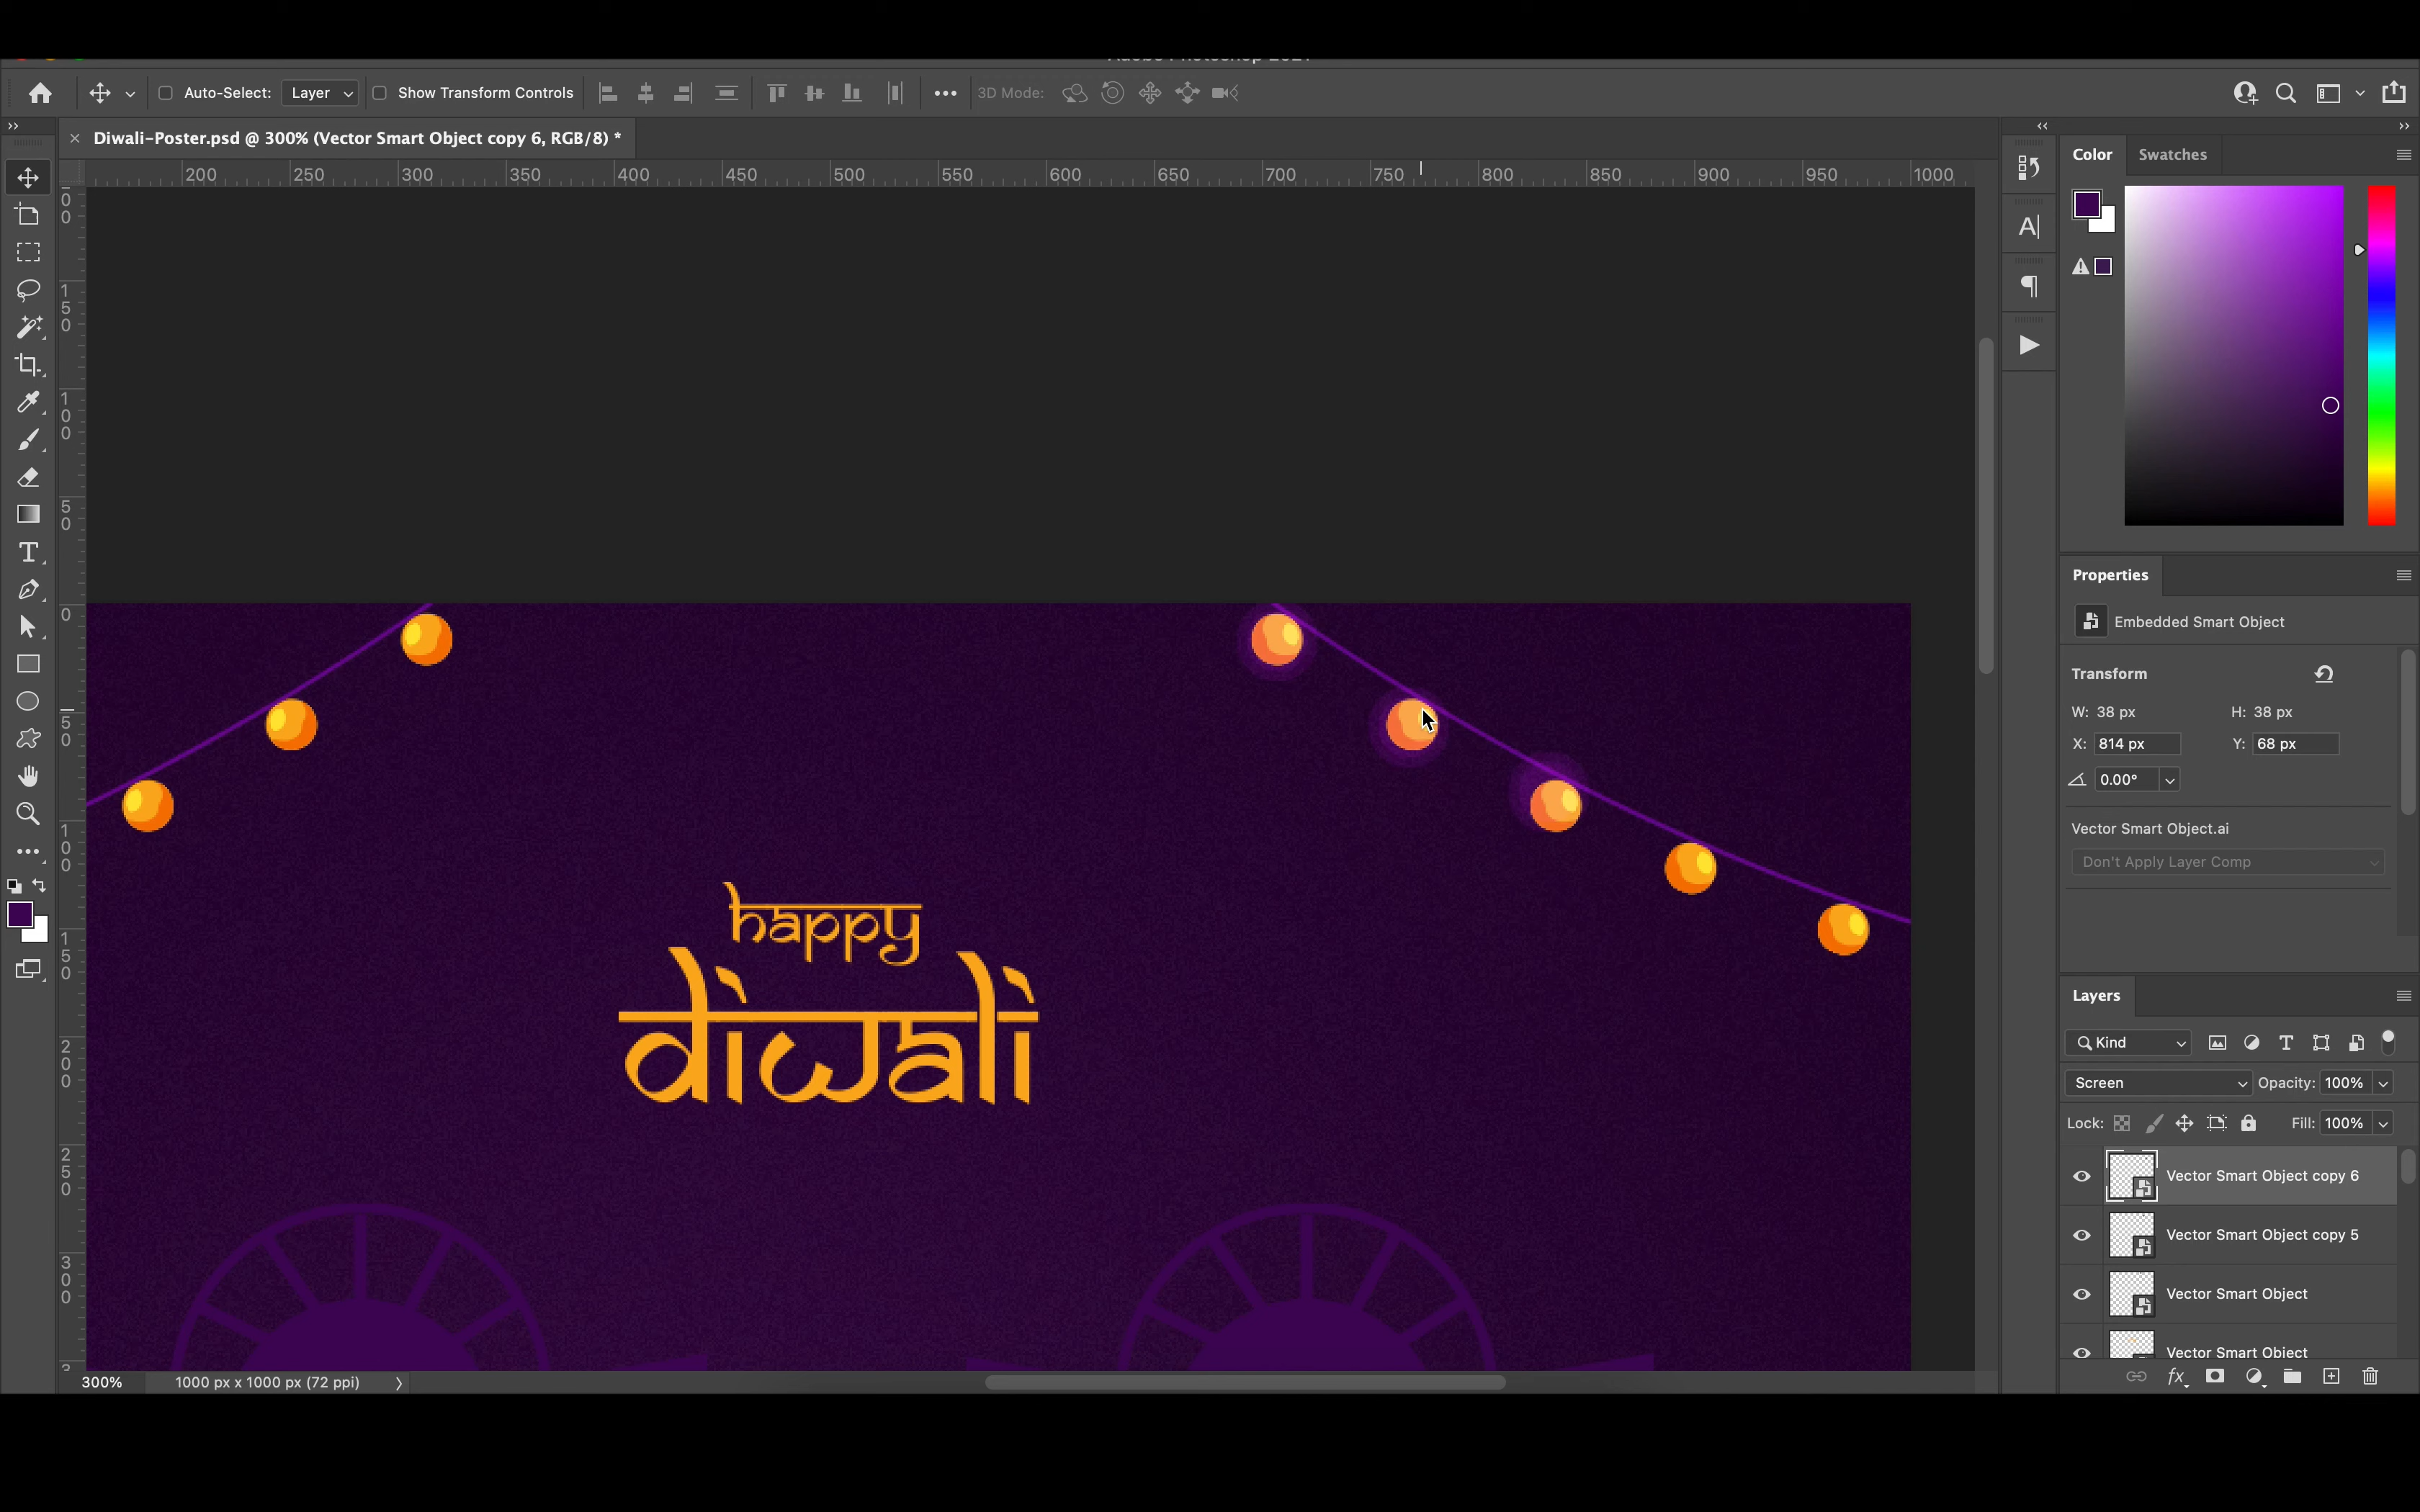 Auto-Select: Layer Show Transform Controls 3D Mode:
Diwali-Poster.psd @ 300% (Vector Smart Object copy 6, RGB/8) *
200 250 300 350 400 450 500 550 600 650 700 750 800 850 900 950 1000
Color Swatches
Properties
Embedded Smart Object
Transform
W: 38 px H: 38 px
X: 814 px Y: 68 px
0.00°
Vector Smart Object.ai
Don't Apply Layer Comp
happy
diwali
Layers
Kind
Screen Opacity: 100%
Lock: Fill: 100%
Vector Smart Object copy 6
Vector Smart Object copy 5
Vector Smart Object
Vector Smart Object
300% 1000 px x 1000 px (72 ppi)